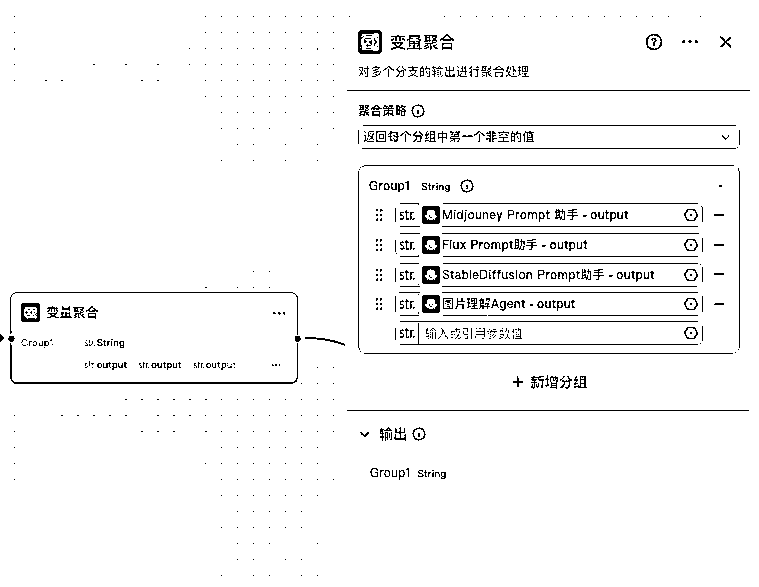 变量聚合
对多个分支的输出进行聚合处理
聚合策略
返回每个分组中第一个非空的值
Group1 String
str. Midjouney Prompt 助手 - output
str. Flux Prompt助手 - output
str. StableDiffusion Prompt助手 - output
str. 图片理解Agent - output
str. 输入或引用参数值
+ 新增分组
输出
Group1 String
变量聚合
Group1 str.String
str.output str.output str.output